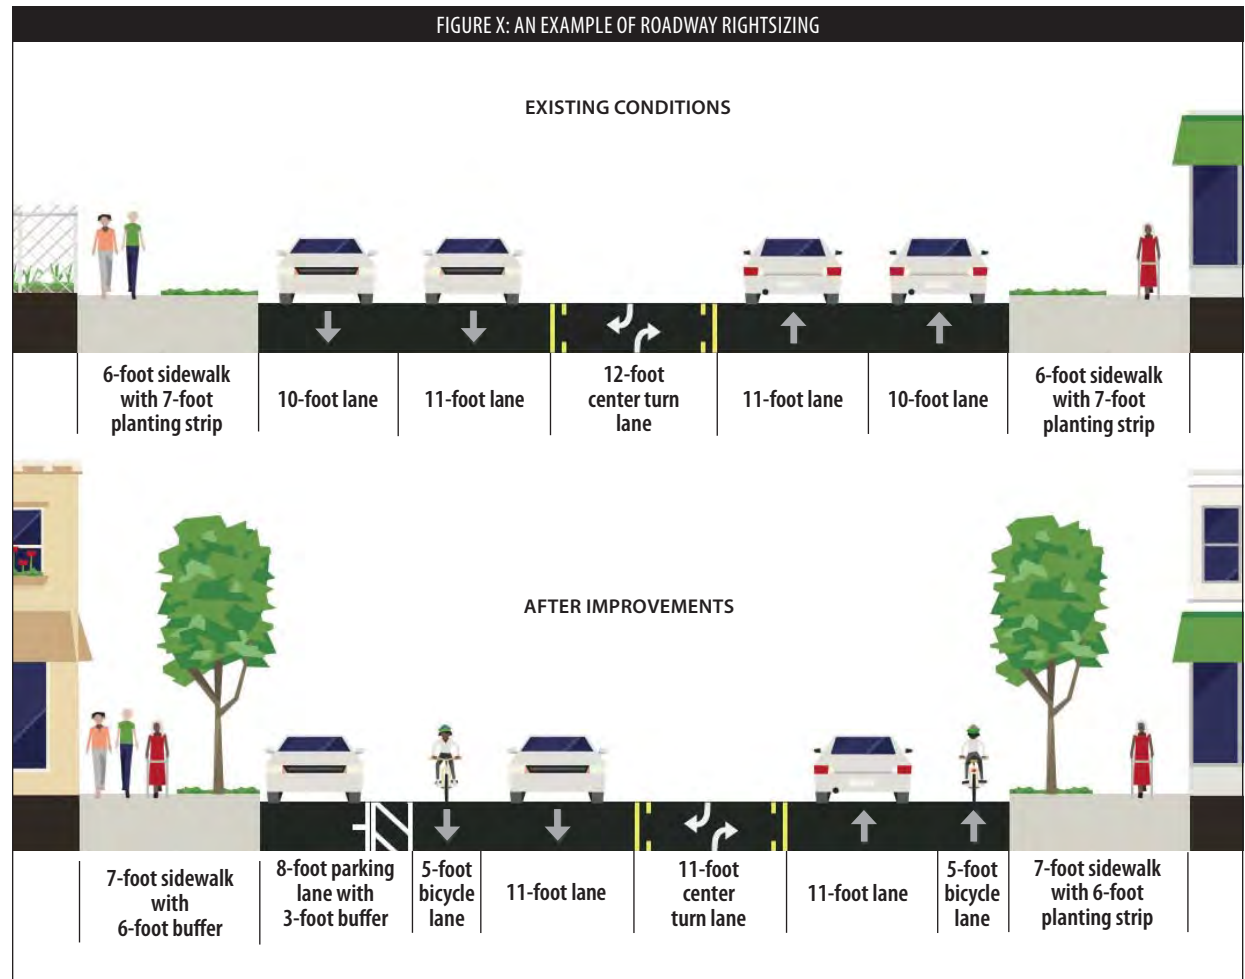 FIGURE X: AN EXAMPLE OF ROADWAY RIGHTSIZING
EXISTING CONDITIONS
6-foot sidewalk
with 7-foot
planting strip
10-foot lane
11-foot lane
12-foot
center turn
lane
11-foot lane
10-foot lane
6-foot sidewalk
with 7-foot
planting strip
AFTER IMPROVEMENTS
7-foot sidewalk
with
6-foot buffer
8-foot parking
lane with
3-foot buffer
5-foot
bicycle
lane
11-foot lane
11-foot
center
turn lane
11-foot lane
5-foot
bicycle
lane
7-foot sidewalk
with 6-foot
planting strip